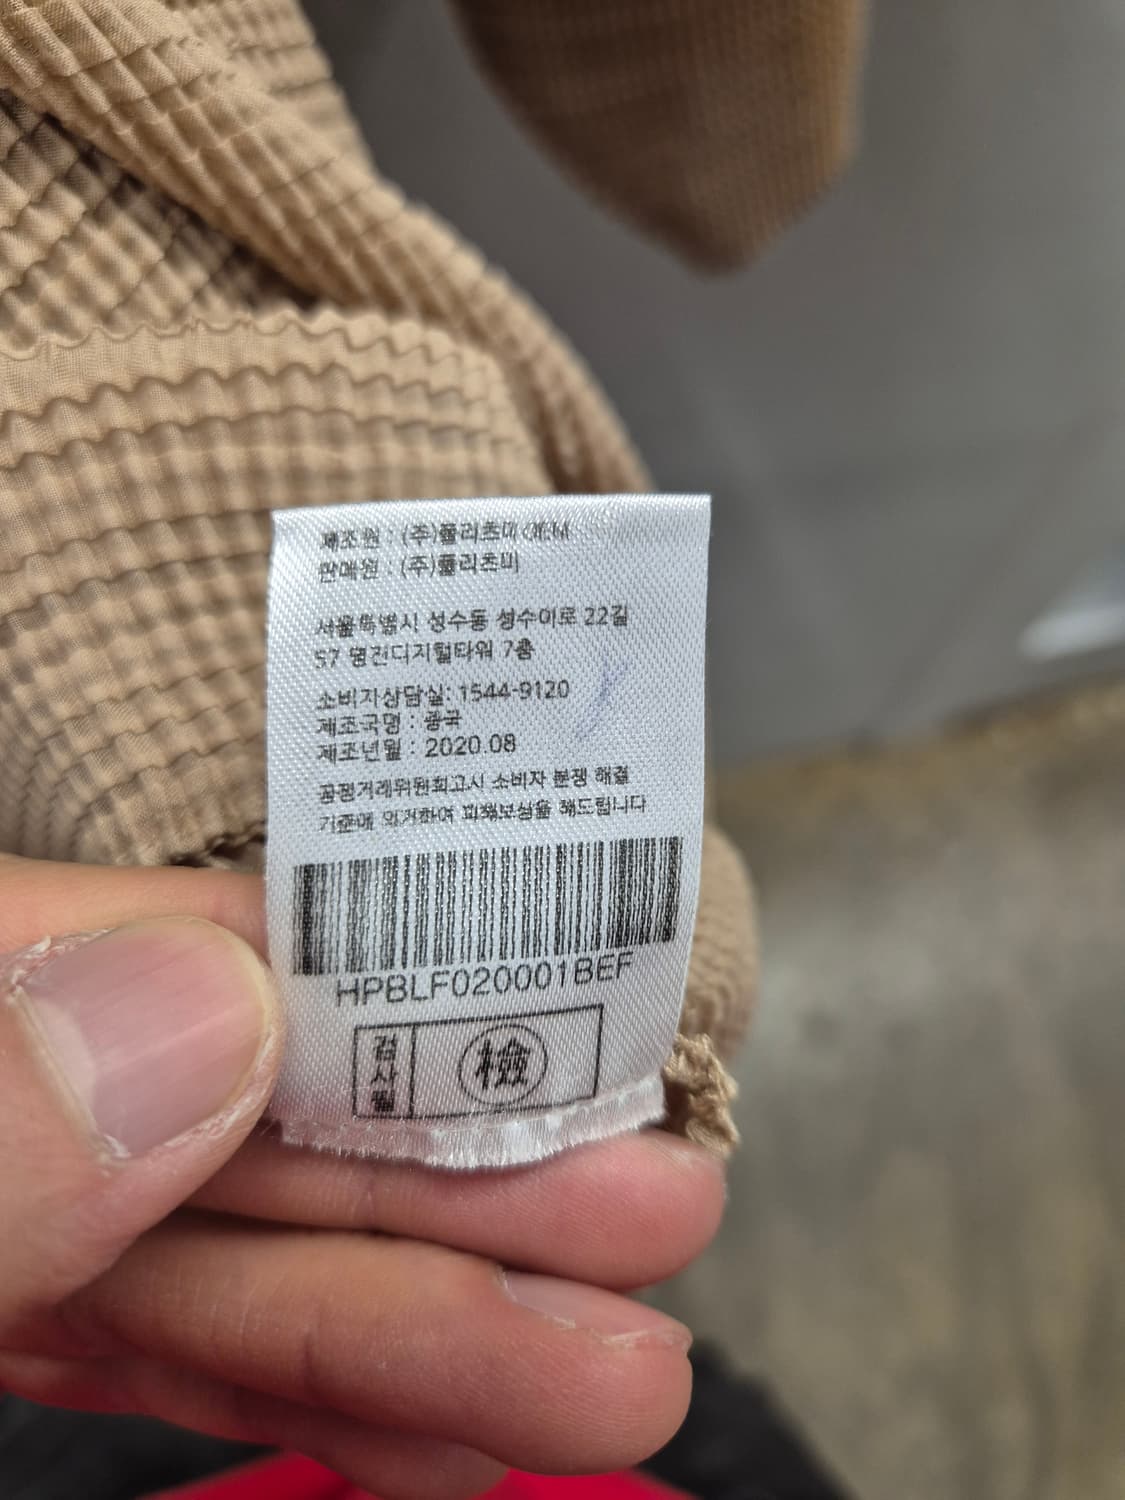 제조원 : (주)플리츠미 OEM
판매원 : (주)플리츠미
서울특별시 성수동 성수이로 22길
57 명진디지털타워 7층
소비자상담실: 1544-9120
제조국명 : 중국
제조년월 : 2020.08
공정거래위원회고시 소비자 분쟁 해결
기준에 의거하여 피해보상을 해드립니다
HPBLF020001BEF
검사필
檢